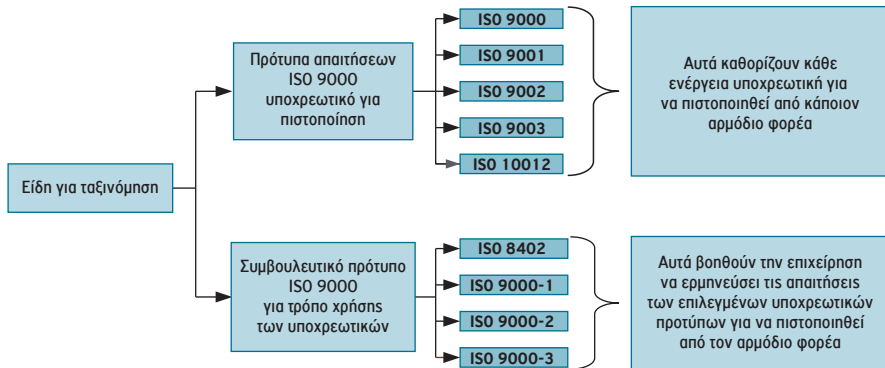 Είδη για ταξινόμηση
Πρότυπα απαιτήσεων
ISO 9000
υποχρεωτικό για
πιστοποίηση
ISO 9000
ISO 9001
ISO 9002
ISO 9003
ISO 10012
Αυτά καθορίζουν κάθε
ενέργεια υποχρεωτική για
να πιστοποιηθεί από κάποιον
αρμόδιο φορέα
Συμβουλευτικό πρότυπο
ISO 9000
για τρόπο χρήσης
των υποχρεωτικών
ISO 8402
ISO 9000-1
ISO 9000-2
ISO 9000-3
Αυτά βοηθούν την επιχείρηση
να ερμηνεύσει τις απαιτήσεις
των επιλεγμένων υποχρεωτικών
προτύπων για να πιστοποιηθεί
από τον αρμόδιο φορέα